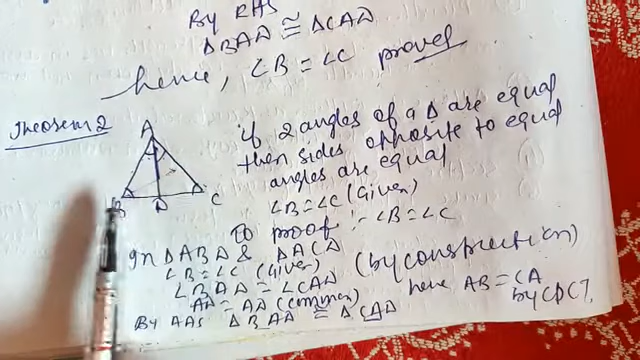 By RHS
ΔBAD ≅ ΔCAD
hence, ∠B = ∠C proved
Theorem 2
A
B
D
C
if 2 angles of a Δ are equal
then sides opposite to equal
angles are equal
∠B = ∠C (Given)
To proof :- ∠B = ∠C
In ΔABD & ΔACD
∠B = ∠C (Given)
∠BAD = ∠CAD (by construction)
AD = AD (common)
By AAS ΔBAD ≅ ΔCAD
here AB = CA
by CPCT,